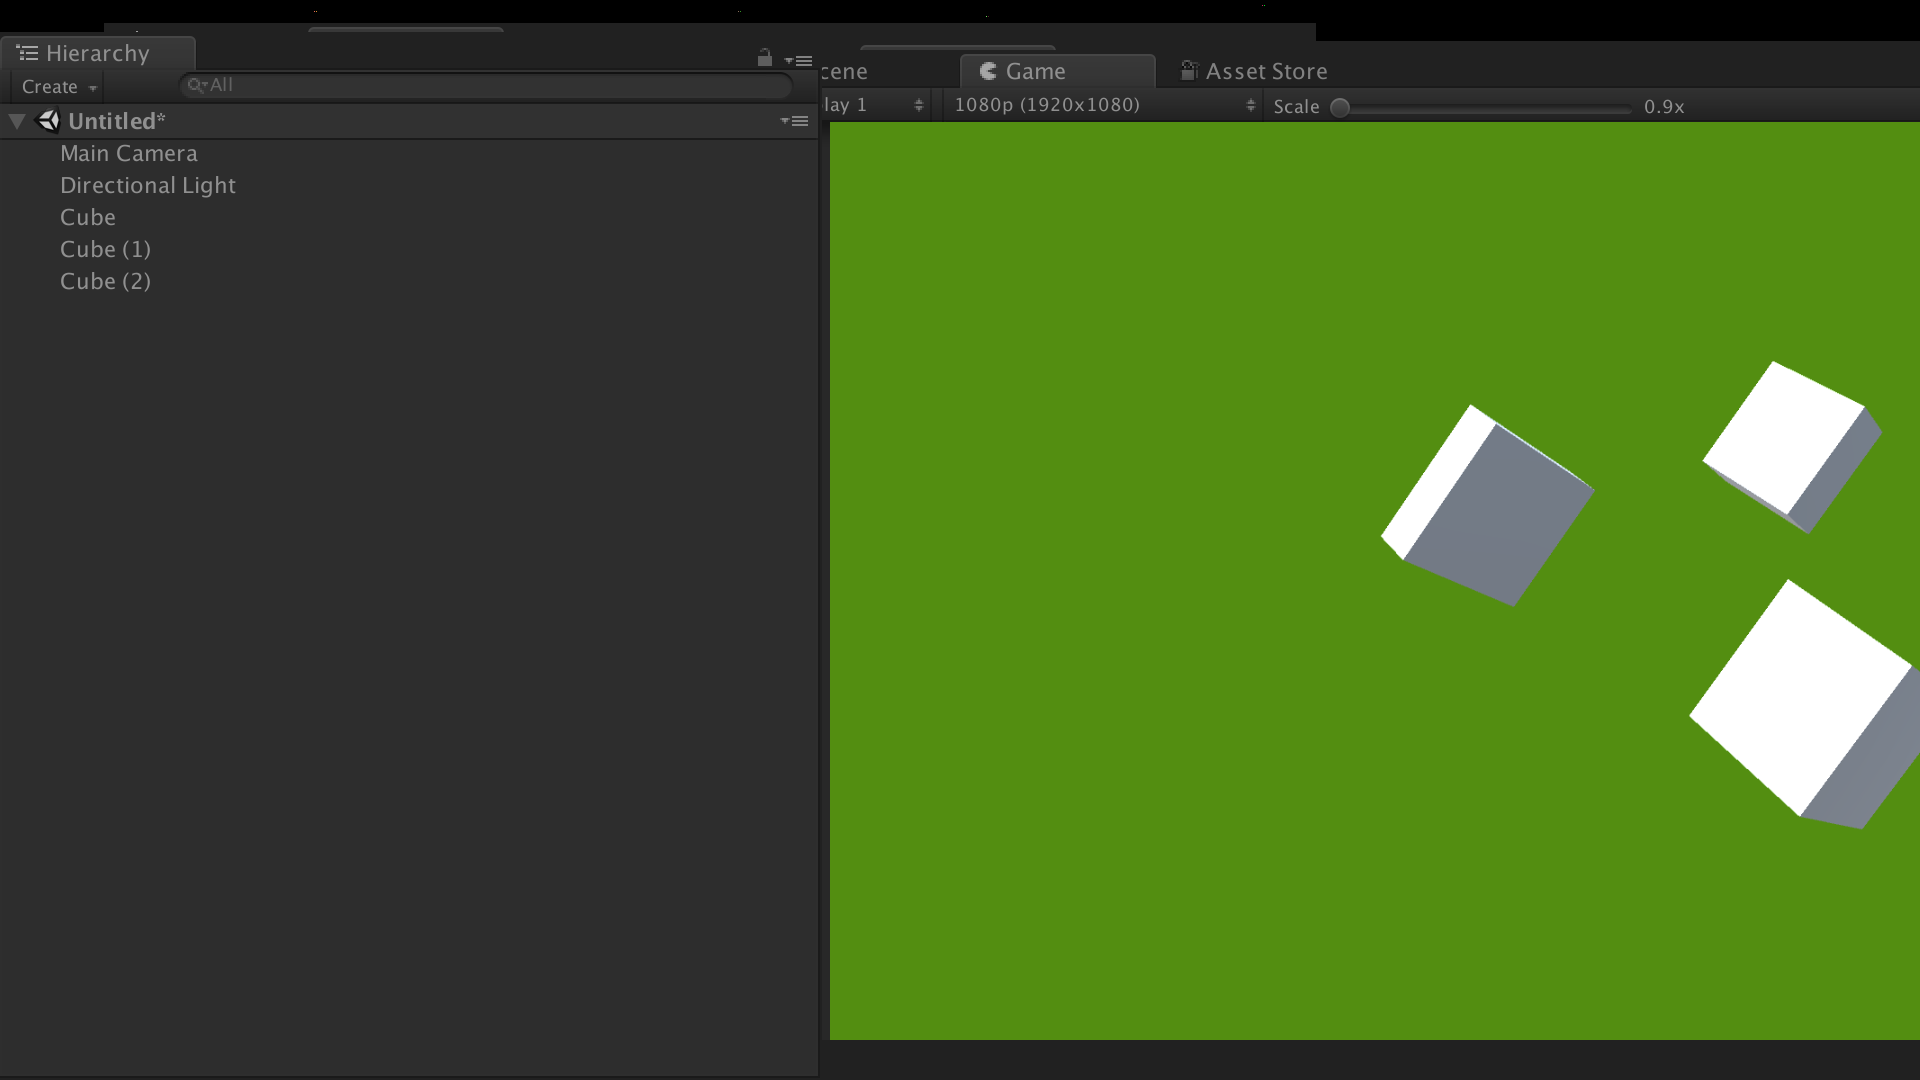 Hierarchy
Create
All
Untitled*
Main Camera
Directional Light
Cube
Cube (1)
Cube (2)
cene
Game
Asset Store
lay 1
1080p (1920x1080)
Scale
0.9x